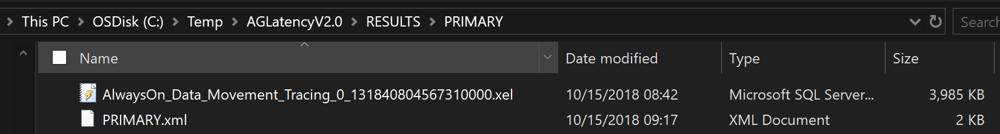 This PC > OSDisk (C:) > Temp > AGLatencyV2.0 > RESULTS > PRIMARY Search
Name Date modified Type Size
AlwaysOn_Data_Movement_Tracing_0_131840804567310000.xel 10/15/2018 08:42 Microsoft SQL Server... 3,985 KB
PRIMARY.xml 10/15/2018 09:17 XML Document 2 KB